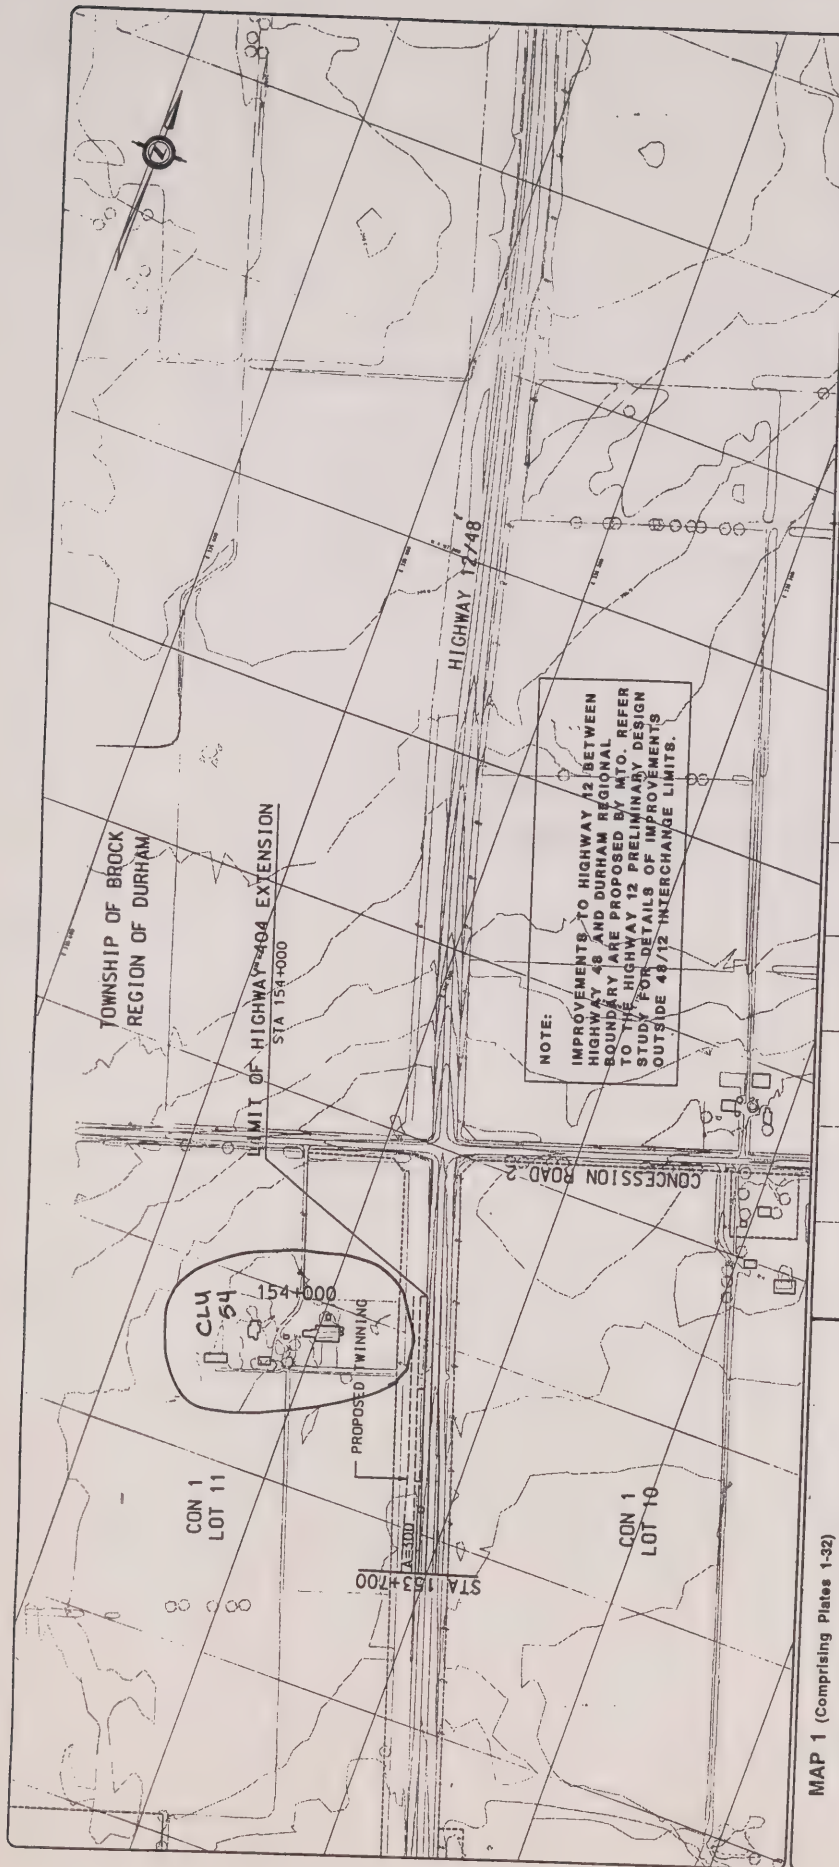 TOWNSHIP OF BROCK
REGION OF DURHAM
LIMIT OF HIGHWAY 404 EXTENSION
STA 154+000
HIGHWAY 12/48
NOTE:
IMPROVEMENTS TO HIGHWAY 12 BETWEEN
HIGHWAY 48 AND DURHAM REGIONAL
BOUNDARY ARE PROPOSED BY MTO. REFER
TO THE HIGHWAY 12 PRELIMINARY DESIGN
STUDY FOR DETAILS OF IMPROVEMENTS
OUTSIDE 48/12 INTERCHANGE LIMITS.
CONCESSION ROAD 2
CLU
54
154+000
PROPOSED TWINNING
CON 1
LOT 11
A=300
STA 153+700
CON 1
LOT 10
MAP 1 (Comprising Plates 1-32)